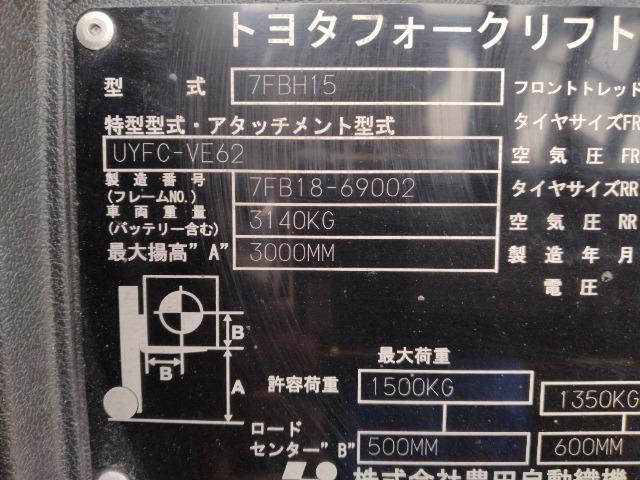 トヨタフォークリフト
型 式 7FBH15 フロントトレッド
特型型式・アタッチメント型式 タイヤサイズFR
UYFC-VE62 空気圧 FR
製造番号
(フレームNO.) 7FB18-69002 タイヤサイズRR
車両重量
(バッテリー含む) 3140KG 空気圧 RR
最大揚高"A" 3000MM 製造年月
電圧
B
B
A
最大荷重
許容荷重 1500KG 1350KG
ロード
センター"B" 500MM 600MM
株式会社豊田自動織機